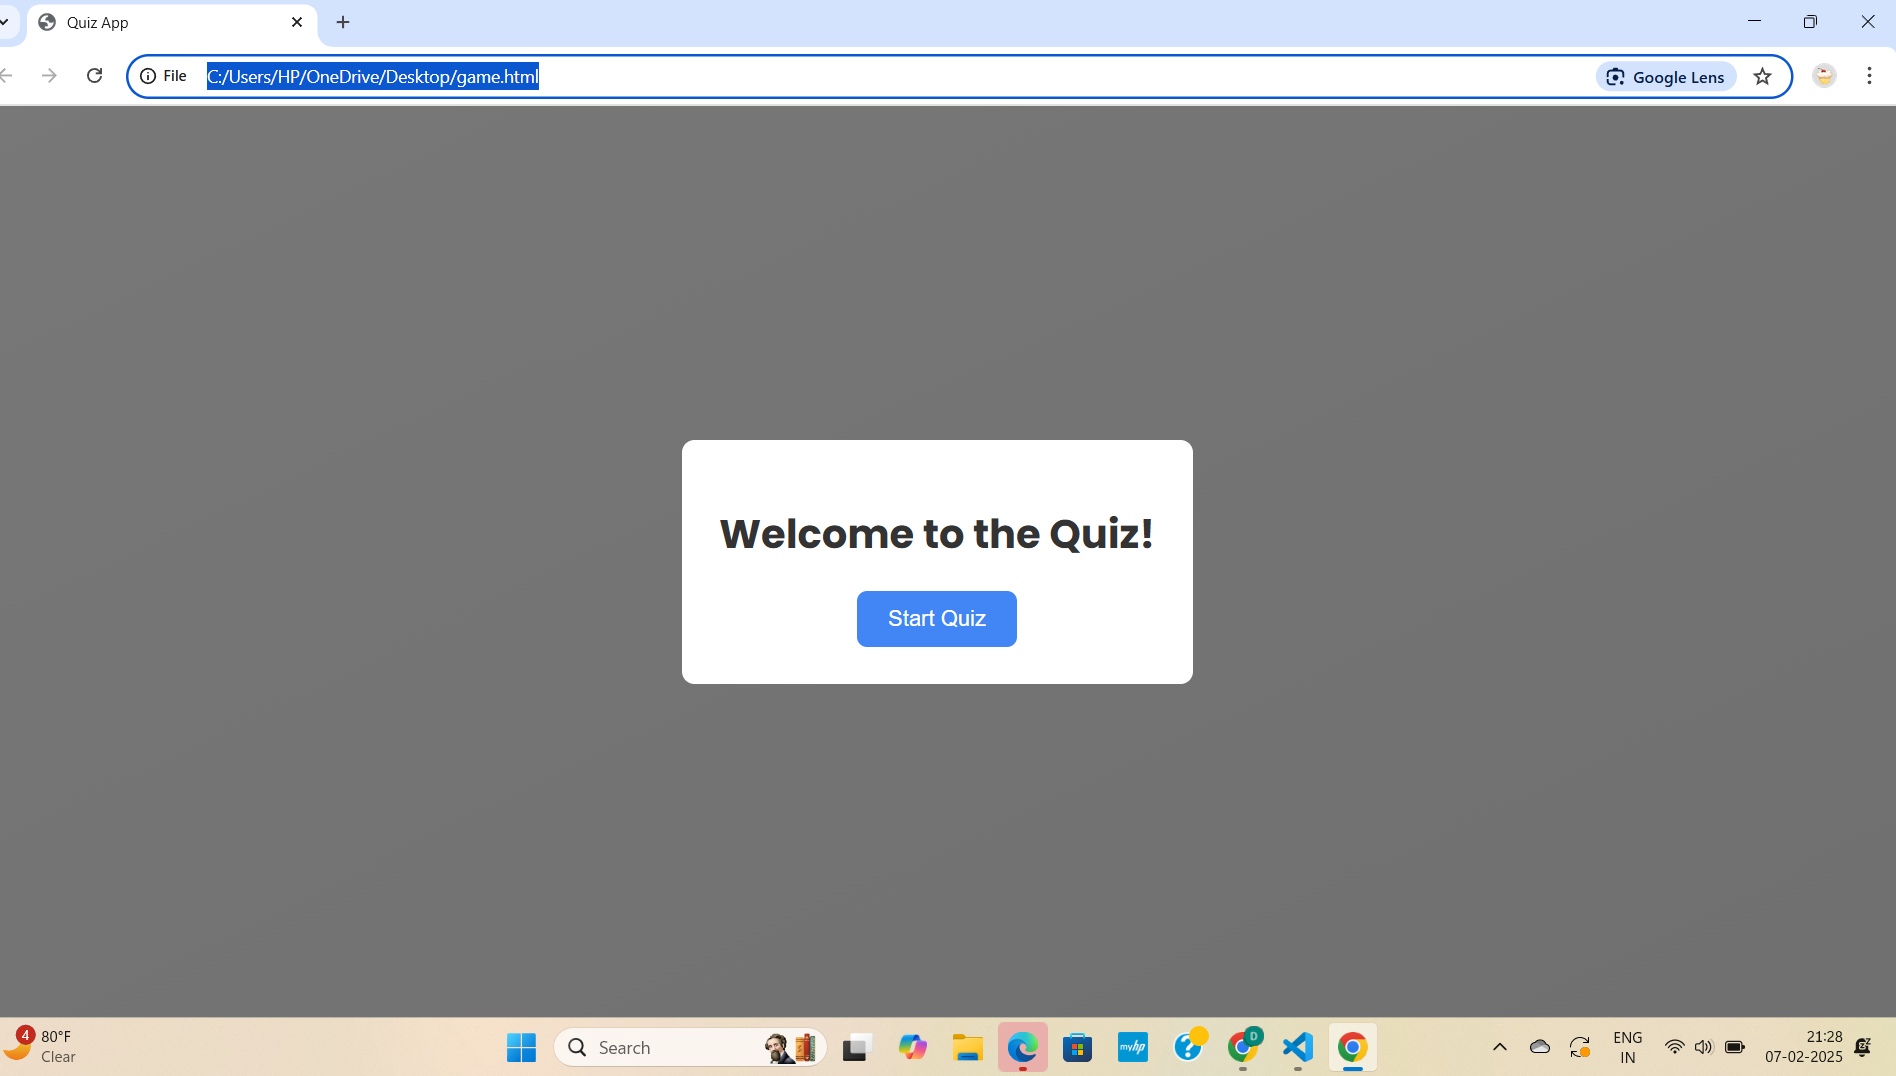 Quiz App
File C:/Users/HP/OneDrive/Desktop/game.html Google Lens
Welcome to the Quiz!
Start Quiz
4 80°F
Clear
Search
myhp
D
ENG
IN
21:28
07-02-2025